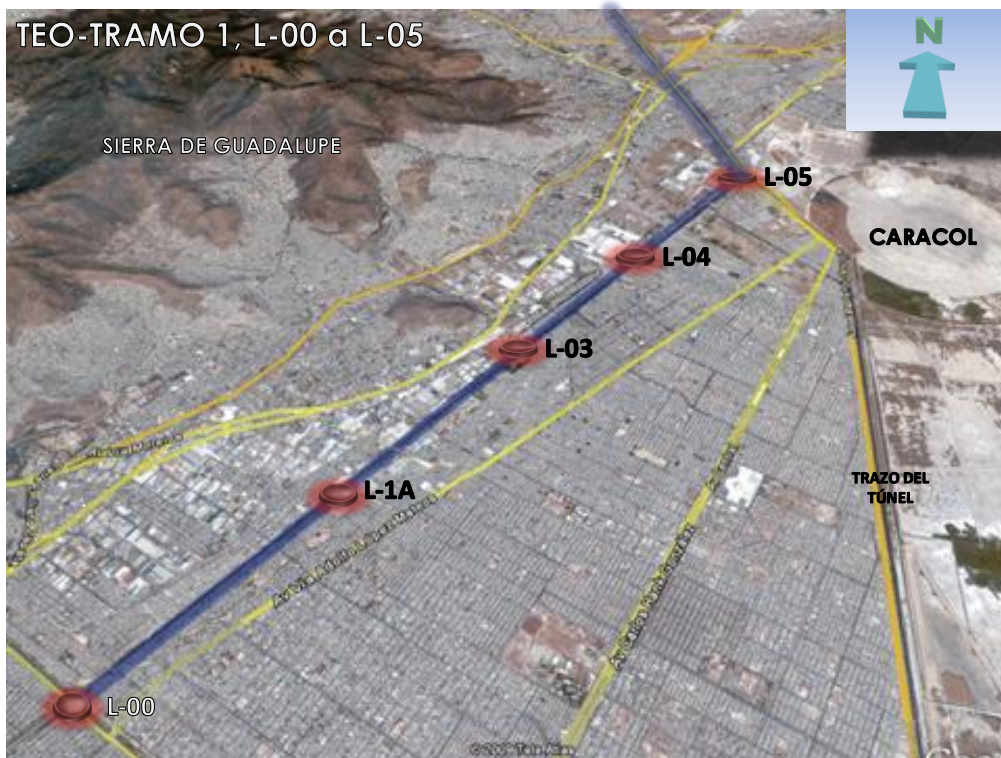 TEO-TRAMO 1, L-00 a L-05
N
SIERRA DE GUADALUPE
L-05
CARACOL
L-04
L-03
L-1A
TRAZO DEL
TÚNEL
L-00